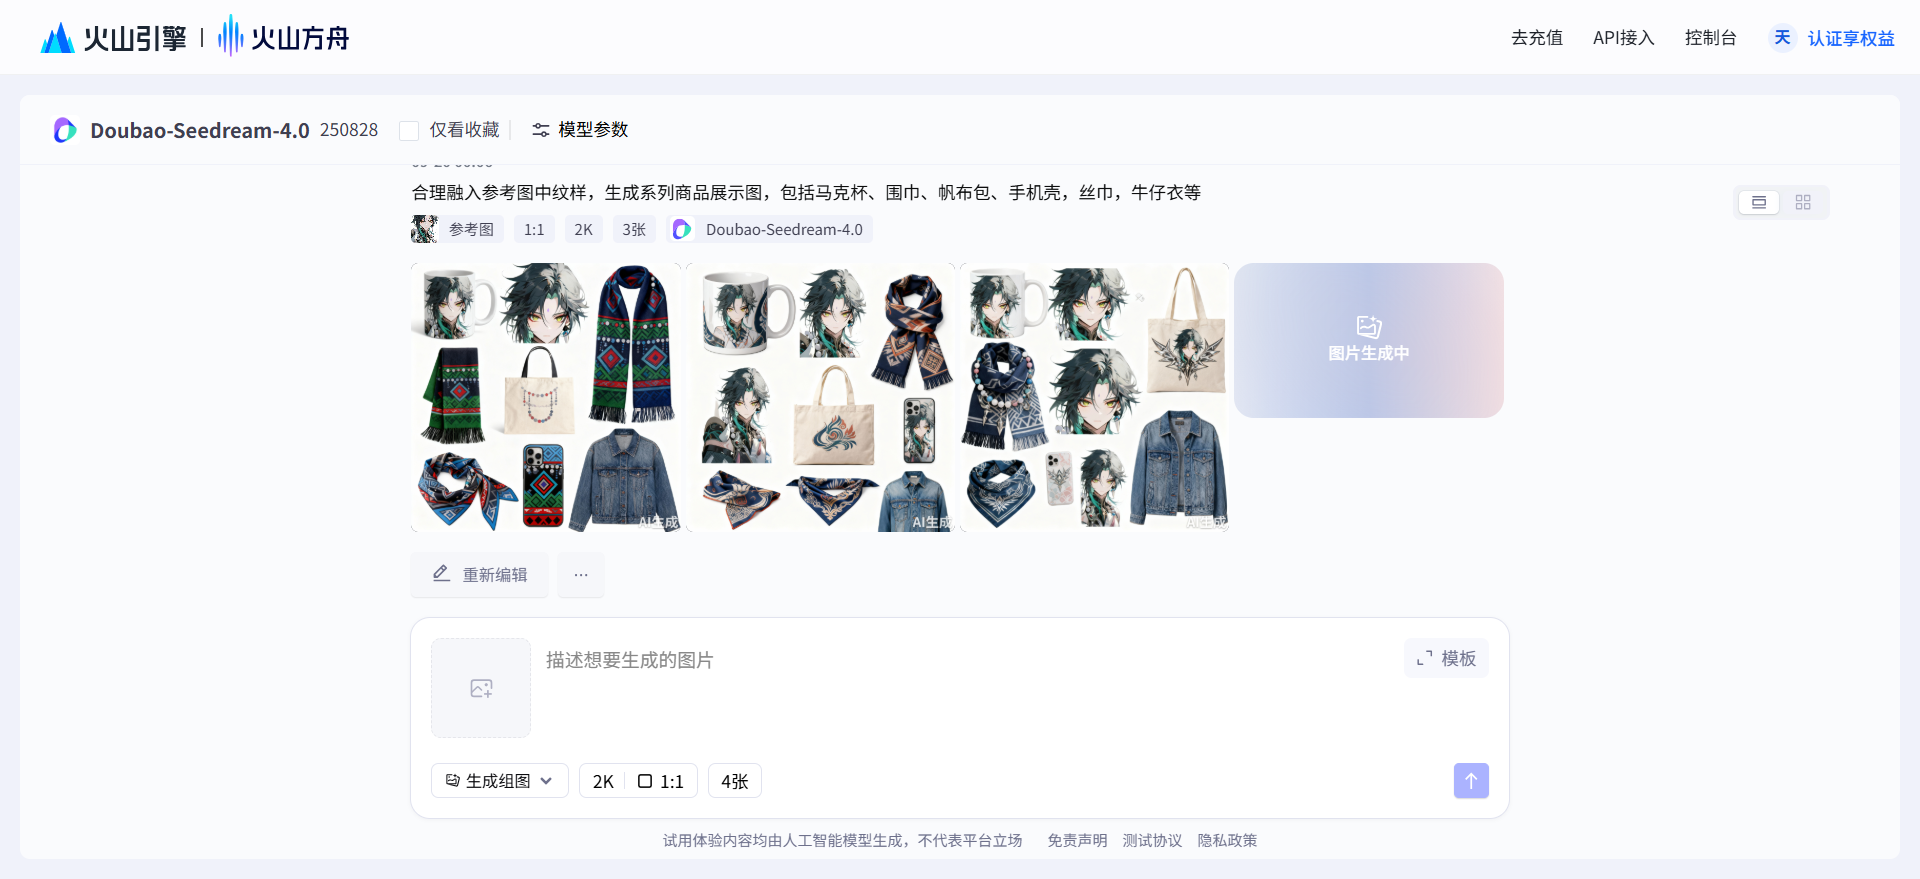 火山引擎 | 火山方舟
去充值 API接入 控制台 天 认证享权益
Doubao-Seedream-4.0 250828 仅看收藏 模型参数
合理融入参考图中纹样，生成系列商品展示图，包括马克杯、围巾、帆布包、手机壳，丝巾，牛仔衣等
参考图 1:1 2K 3张 Doubao-Seedream-4.0
图片生成中
AI生成 AI生成 AI生成
重新编辑 ···
描述想要生成的图片
模板
生成组图 2K 1:1 4张
试用体验内容均由人工智能模型生成，不代表平台立场 免责声明 测试协议 隐私政策